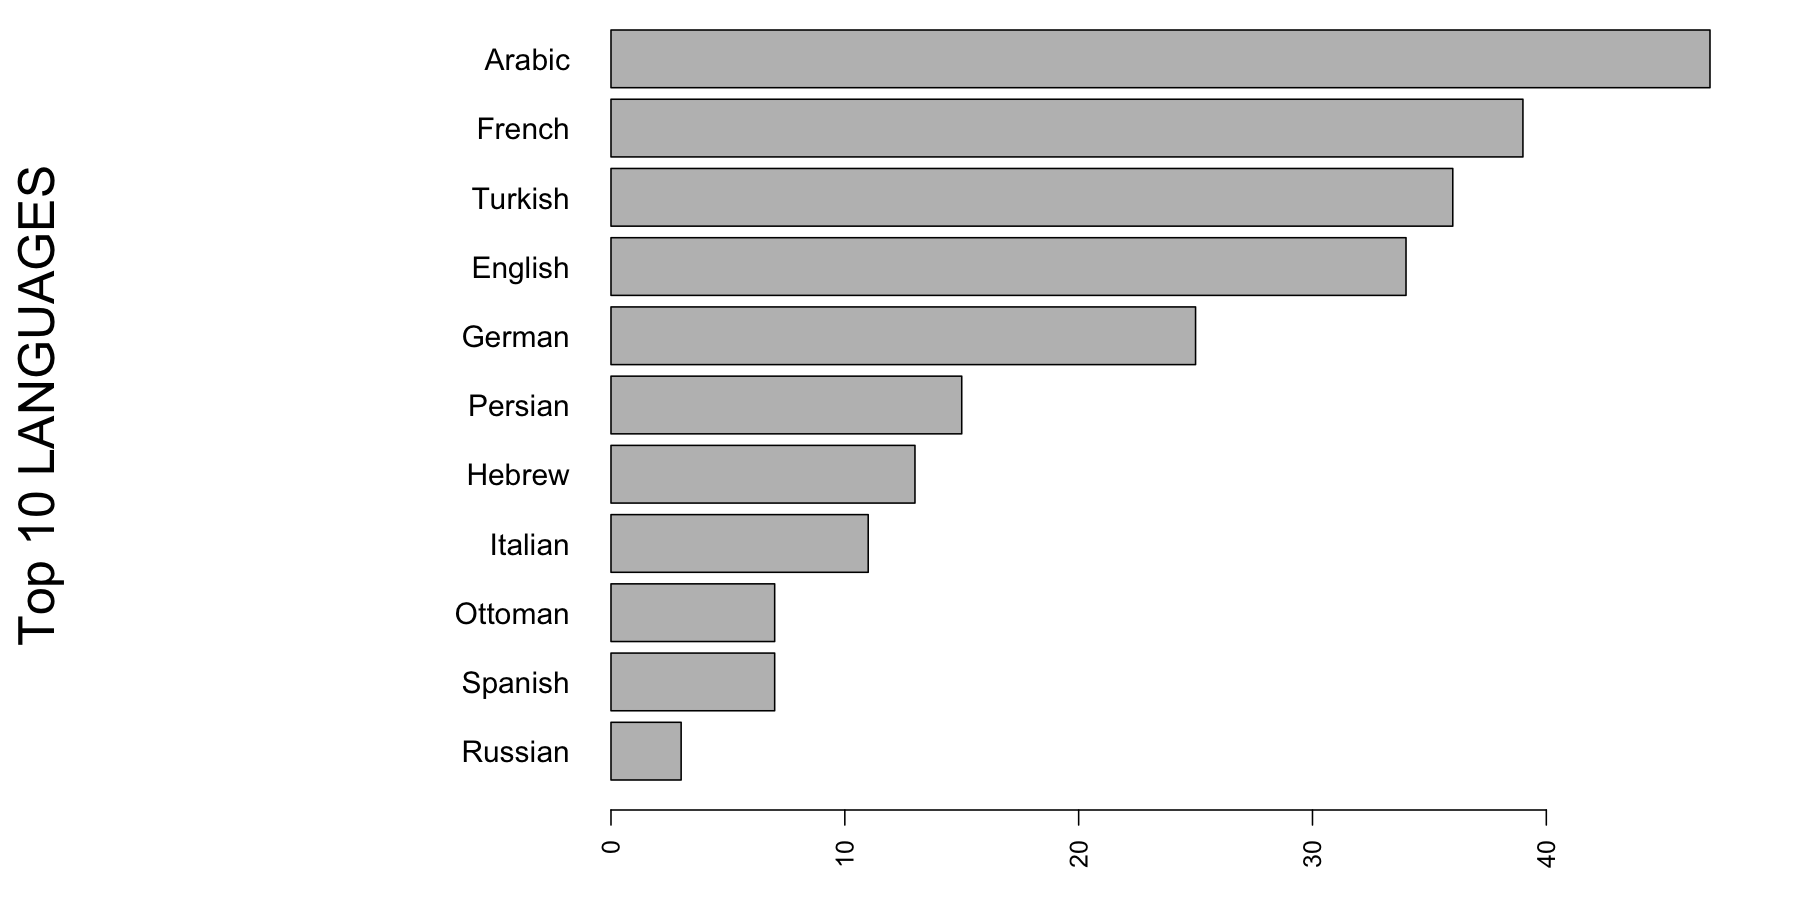 Top 10 LANGUAGES
Arabic
French
Turkish
English
German
Persian
Hebrew
Italian
Ottoman
Spanish
Russian
0 10 20 30 40